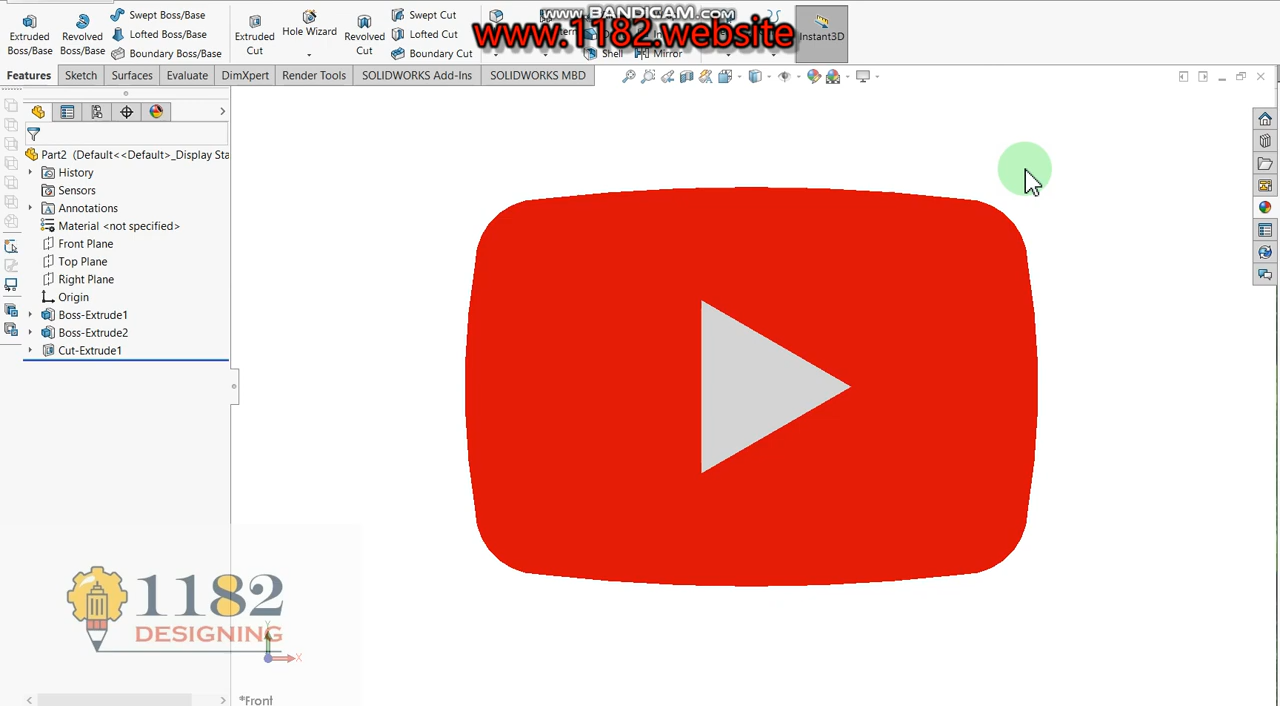 www.BANDICAM.com
www.1182.website
Extruded Boss/Base
Revolved Boss/Base
Swept Boss/Base
Lofted Boss/Base
Boundary Boss/Base
Extruded Cut
Hole Wizard
Revolved Cut
Swept Cut
Lofted Cut
Boundary Cut
Shell
Mirror
Instant3D
Features
Sketch
Surfaces
Evaluate
DimXpert
Render Tools
SOLIDWORKS Add-Ins
SOLIDWORKS MBD
Part2 (Default<<Default>_Display Sta
History
Sensors
Annotations
Material <not specified>
Front Plane
Top Plane
Right Plane
Origin
Boss-Extrude1
Boss-Extrude2
Cut-Extrude1
1182
DESIGNING
Y
X
*Front